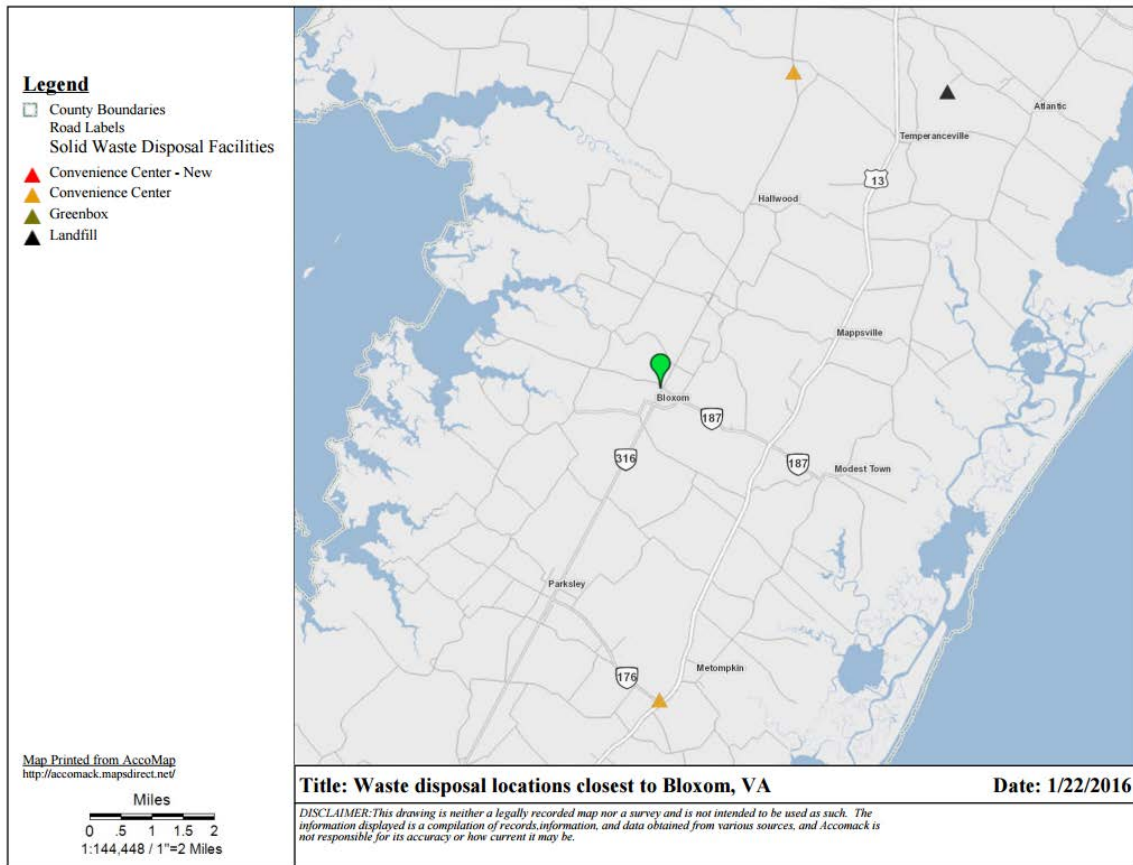 Legend
County Boundaries
Road Labels
Solid Waste Disposal Facilities
Convenience Center - New
Convenience Center
Greenbox
Landfill
Map Printed from AccoMap
http://accomack.mapsdirect.net/
Miles
0 .5 1 1.5 2
1:144,448 / 1"=2 Miles
Atlantic
Temperanceville
13
Hallwood
Mappsville
Bloxom
187
316
187
Modest Town
Parksley
Metompkin
176
Title: Waste disposal locations closest to Bloxom, VA
Date: 1/22/2016
DISCLAIMER:This drawing is neither a legally recorded map nor a survey and is not intended to be used as such. The
information displayed is a compilation of records,information, and data obtained from various sources, and Accomack is
not responsible for its accuracy or how current it may be.